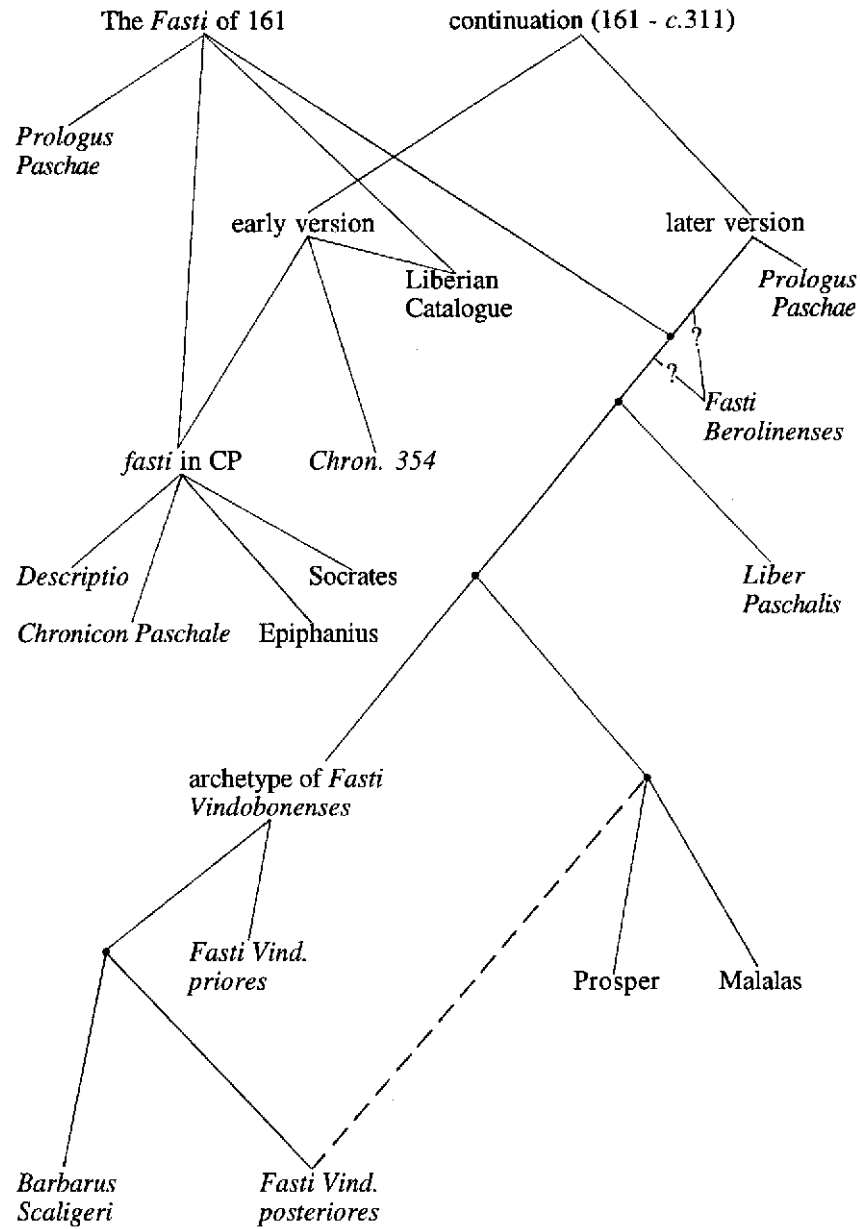 The Fasti of 161
continuation (161 - c.311)
Prologus
Paschae
early version
later version
Liberian
Catalogue
Prologus
Paschae
?
?
Fasti
Berolinenses
fasti in CP
Chron. 354
Descriptio
Socrates
Liber
Paschalis
Chronicon Paschale
Epiphanius
archetype of Fasti
Vindobonenses
Fasti Vind.
priores
Prosper
Malalas
Barbarus
Scaligeri
Fasti Vind.
posteriores